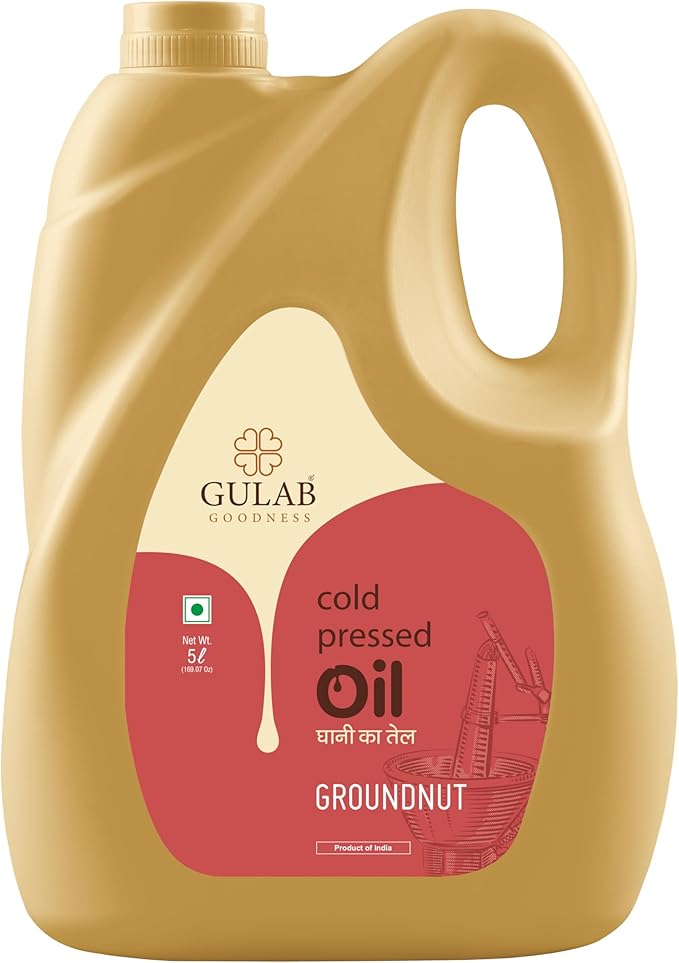 GULAB®
GOODNESS
Net Wt.
5ℓ
(169.07 Oz)
cold
pressed
Oil
घानी का तेल
GROUNDNUT
Product of India